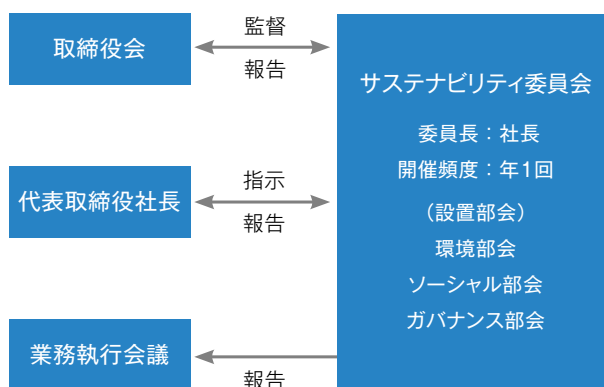 取締役会
監督
報告
代表取締役社長
指示
報告
業務執行会議
報告
サステナビリティ委員会
委員長：社長
開催頻度：年1回
（設置部会）
環境部会
ソーシャル部会
ガバナンス部会